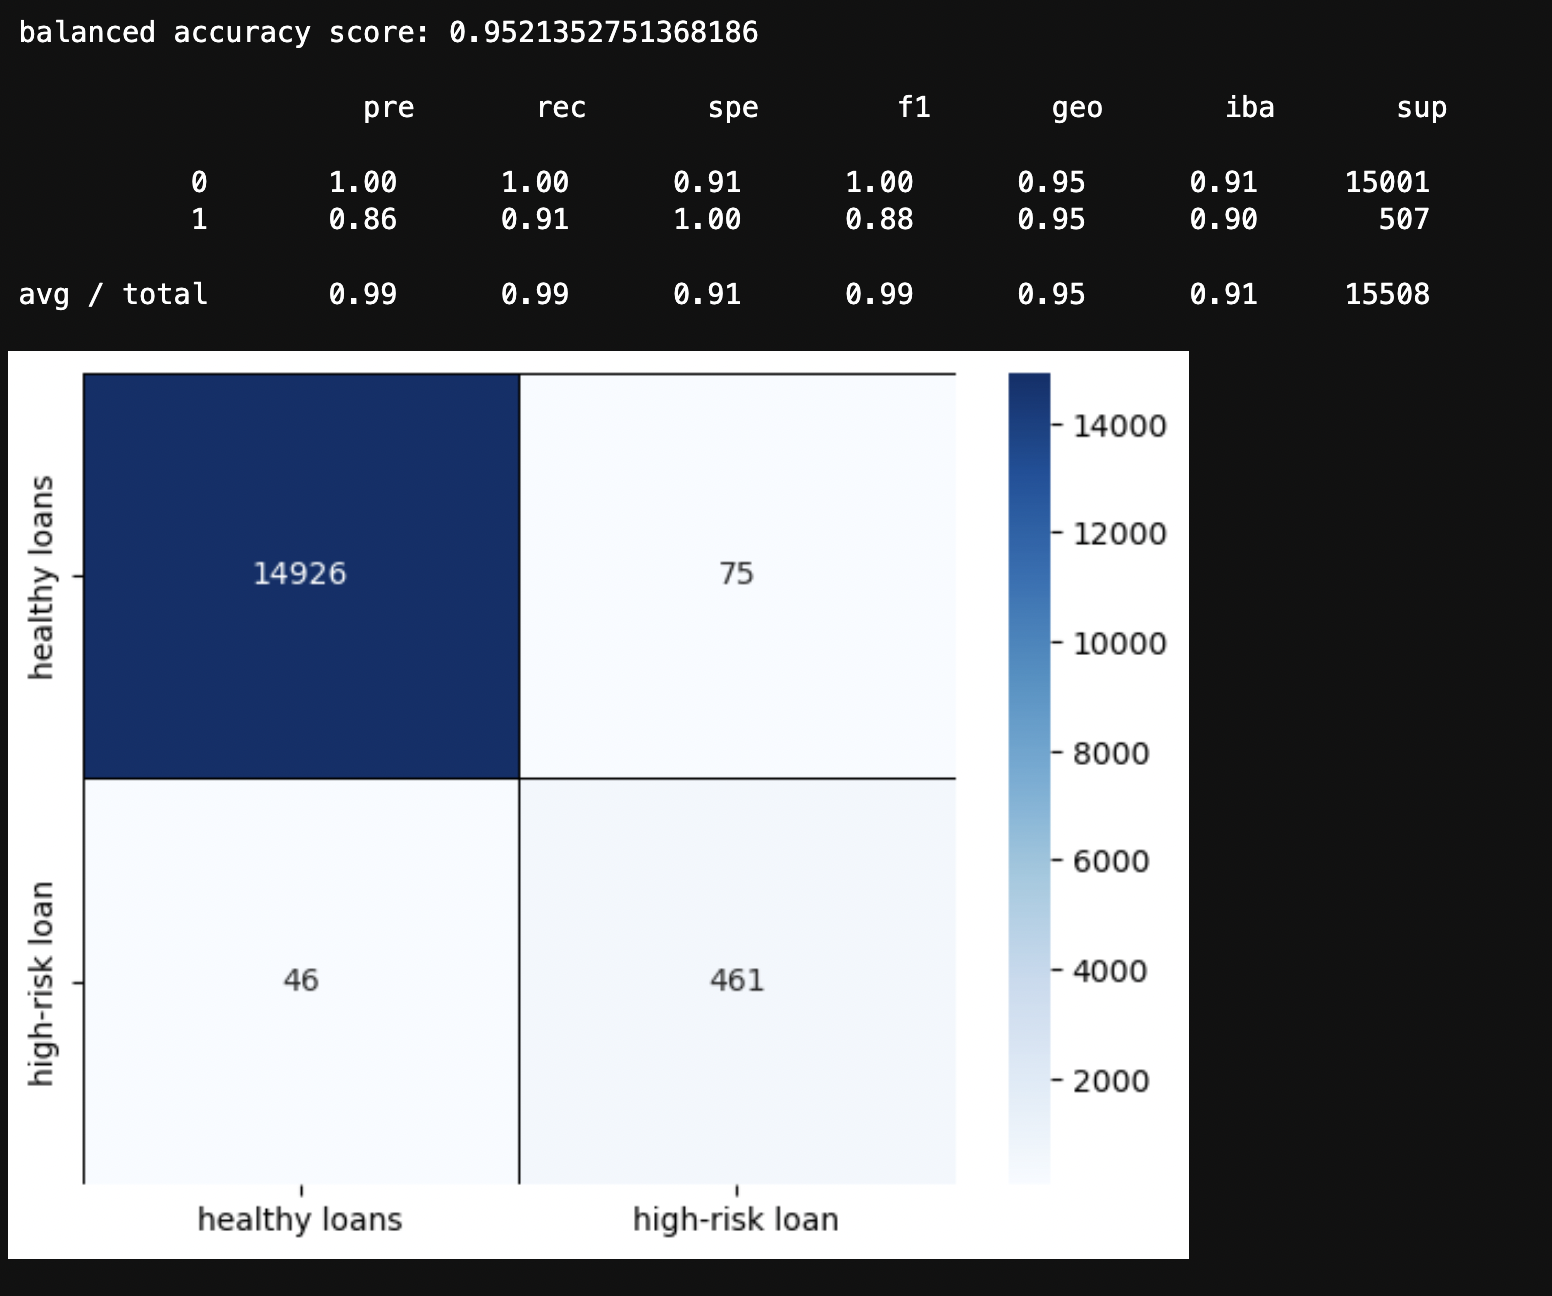 balanced accuracy score: 0.9521352751368186
pre rec spe f1 geo iba sup
0 1.00 1.00 0.91 1.00 0.95 0.91 15001
1 0.86 0.91 1.00 0.88 0.95 0.90 507
avg / total 0.99 0.99 0.91 0.99 0.95 0.91 15508
healthy loans
high-risk loan
14926 75
46 461
healthy loans high-risk loan
14000
12000
10000
8000
6000
4000
2000